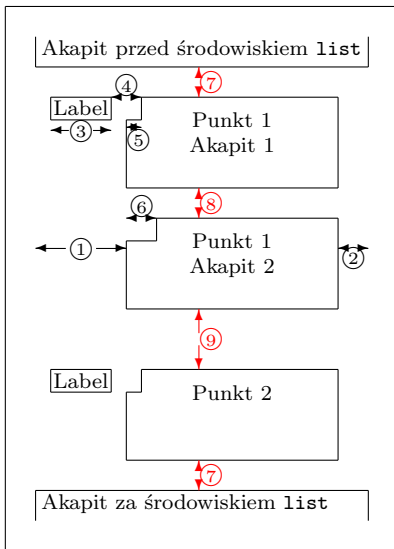 Akapit przed środowiskiem list
7
4
Label
Punkt 1
3
5
Akapit 1
8
6
Punkt 1
1
Akapit 2
2
9
Label
Punkt 2
7
Akapit za środowiskiem list